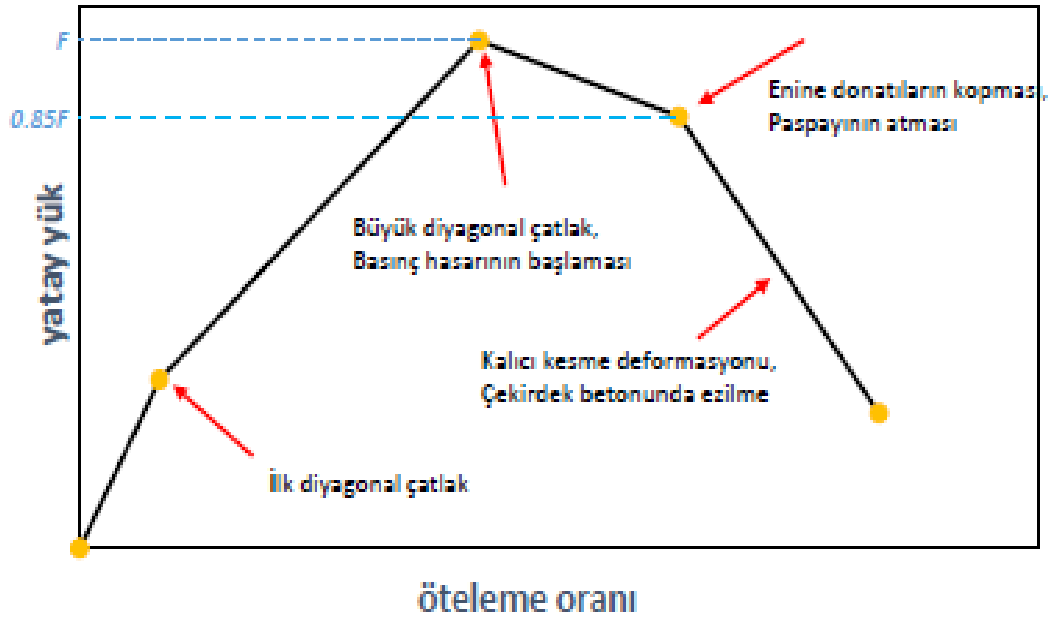 F
0.85F
Enine donatıların kopması,
Paspayının atması
Büyük diyagonal çatlak,
Basınç hasarının başlaması
yatay yük
Kalıcı kesme deformasyonu,
Çekirdek betonunda ezilme
İlk diyagonal çatlak
öteleme oranı